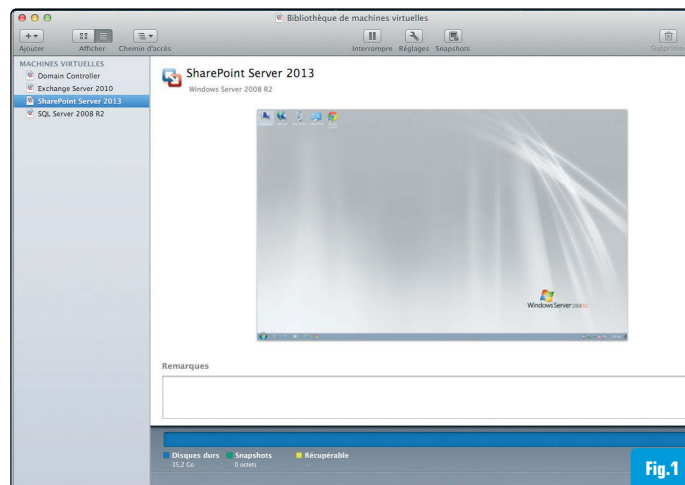 Bibliothèque de machines virtuelles
Ajouter Afficher Chemin d'accès Interrompre Réglages Snapshots Supprimer
MACHINES VIRTUELLES
Domain Controller
Exchange Server 2010
SharePoint Server 2013
SQL Server 2008 R2
SharePoint Server 2013
Windows Server 2008 R2
Windows Server 2008 R2
Remarques
Disques durs Snapshots Récupérable
35,2 Go 0 octets —
Fig.1